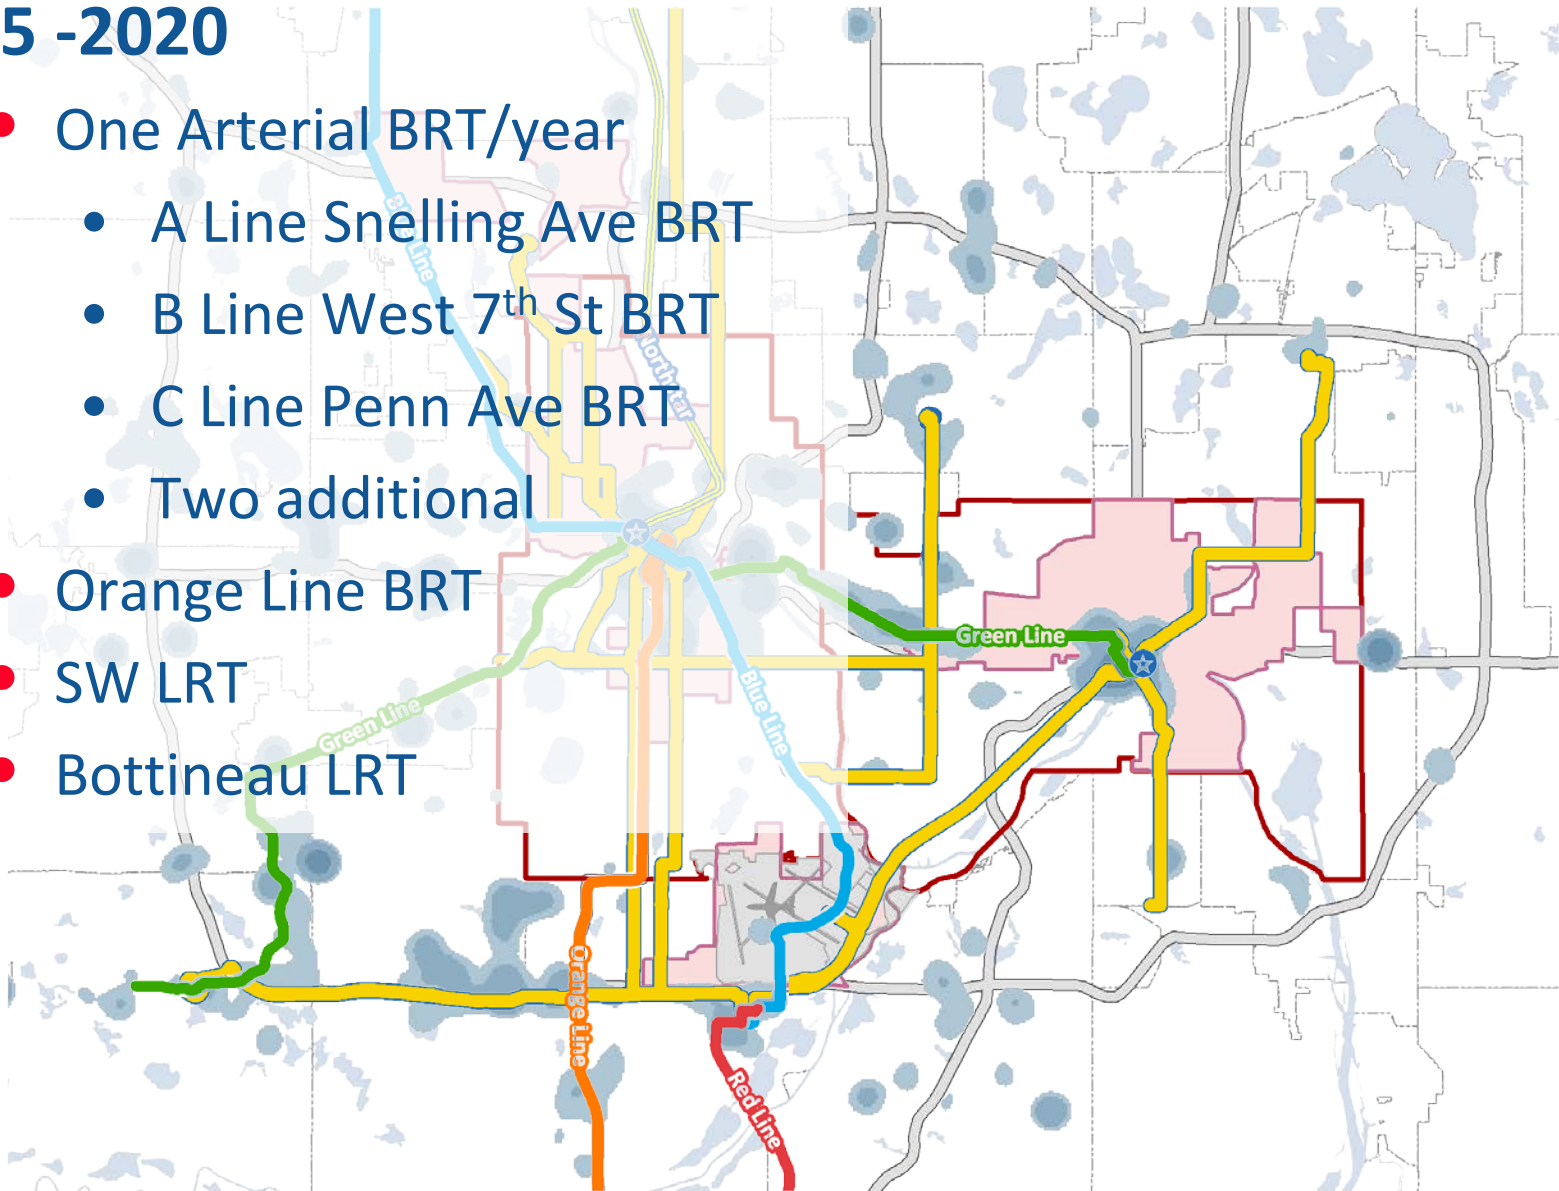 5 -2020
• One Arterial BRT/year
• A Line Snelling Ave BRT
• B Line West 7th St BRT
• C Line Penn Ave BRT
• Two additional
• Orange Line BRT
• SW LRT
• Bottineau LRT
Blue Line
Northstar
Green Line
Green Line
Blue Line
Orange Line
Red Line